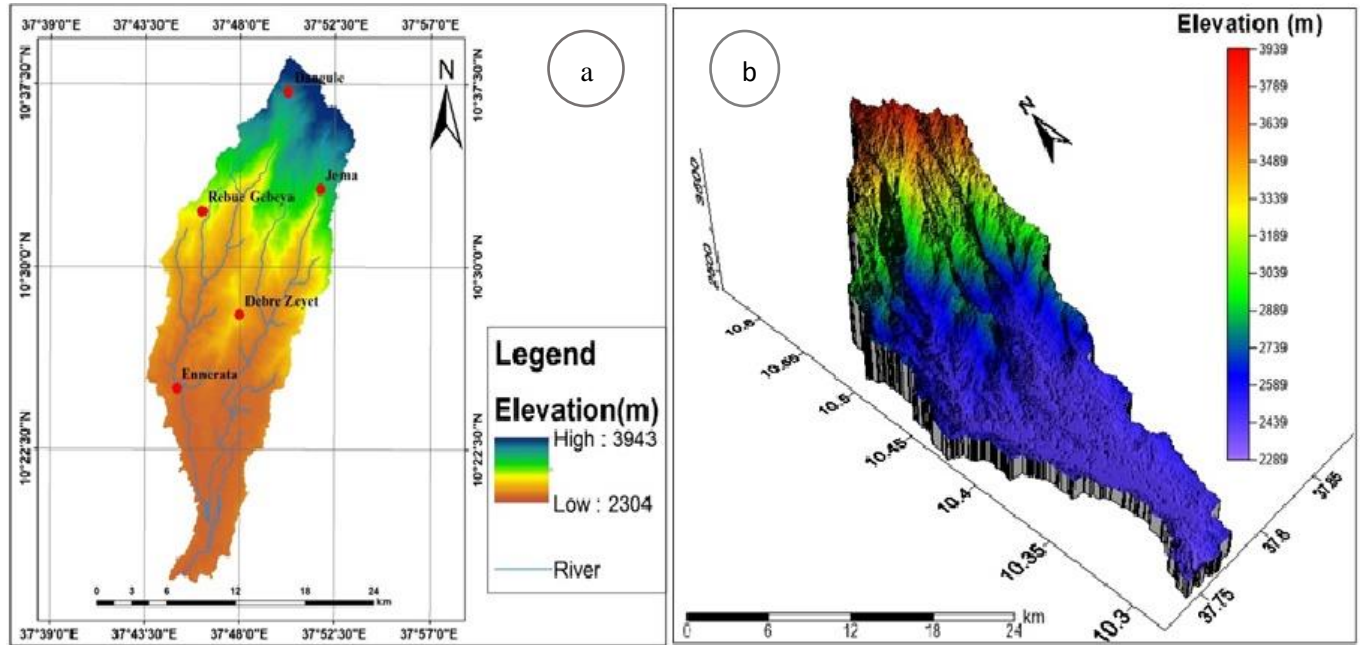 37°39'0"E 37°43'30"E 37°48'0"E 37°52'30"E 37°57'0"E
a
N
Dangule
10°37'30"N
10°37'30"N
Jema
Rebue Gebeya
10°30'0"N
10°30'0"N
Debre Zeyet
Ennerata
10°22'30"N
10°22'30"N
Legend
Elevation(m)
High : 3943
Low : 2304
River
0 3 6 12 18 24
km
37°39'0"E 37°43'30"E 37°48'0"E 37°52'30"E 37°57'0"E
b
Elevation (m)
3939
3789
3639
3489
3339
3189
3039
2889
2739
2589
2439
2289
N
10.6
10.55
10.5
10.45
10.4
10.35
10.3
37.75
37.8
37.85
0 6 12 18 24
km